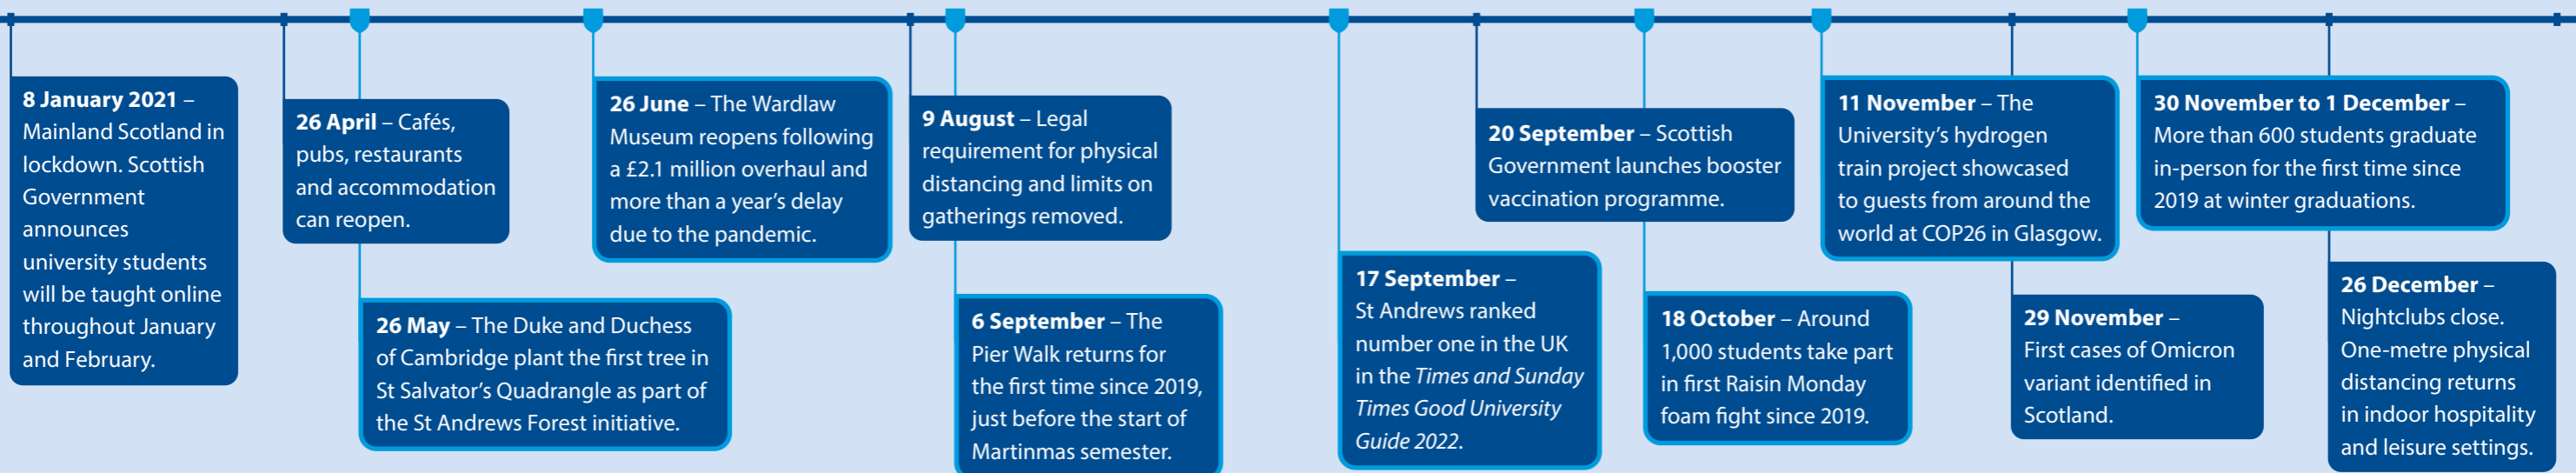 8 January 2021 –
Mainland Scotland in
lockdown. Scottish
Government
announces
university students
will be taught online
throughout January
and February.
26 April – Cafés,
pubs, restaurants
and accommodation
can reopen.
26 May – The Duke and Duchess
of Cambridge plant the first tree in
St Salvator’s Quadrangle as part of
the St Andrews Forest initiative.
26 June – The Wardlaw
Museum reopens following
a £2.1 million overhaul and
more than a year’s delay
due to the pandemic.
9 August – Legal
requirement for physical
distancing and limits on
gatherings removed.
6 September – The
Pier Walk returns for
the first time since 2019,
just before the start of
Martinmas semester.
17 September –
St Andrews ranked
number one in the UK
in the Times and Sunday
Times Good University
Guide 2022.
20 September – Scottish
Government launches booster
vaccination programme.
18 October – Around
1,000 students take part
in first Raisin Monday
foam fight since 2019.
11 November – The
University’s hydrogen
train project showcased
to guests from around the
world at COP26 in Glasgow.
29 November –
First cases of Omicron
variant identified in
Scotland.
30 November to 1 December –
More than 600 students graduate
in-person for the first time since
2019 at winter graduations.
26 December –
Nightclubs close.
One-metre physical
distancing returns
in indoor hospitality
and leisure settings.